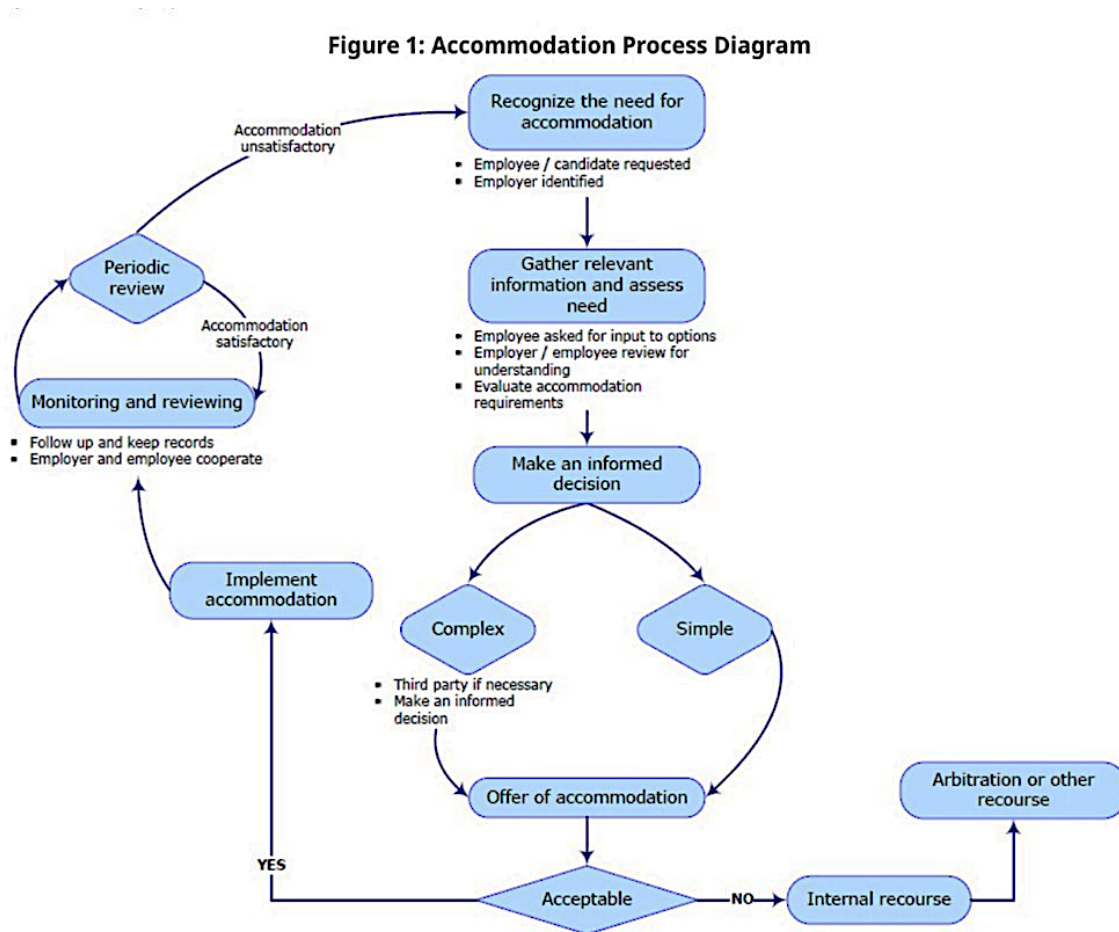 Figure 1: Accommodation Process Diagram
Recognize the need for
accommodation
▪ Employee / candidate requested
▪ Employer identified
Accommodation
unsatisfactory
Periodic
review
Accommodation
satisfactory
Monitoring and reviewing
▪ Follow up and keep records
▪ Employer and employee cooperate
Gather relevant
information and assess
need
▪ Employee asked for input to options
▪ Employer / employee review for
understanding
▪ Evaluate accommodation
requirements
Make an informed
decision
Implement
accommodation
Complex
▪ Third party if necessary
▪ Make an informed
decision
Simple
Offer of accommodation
Acceptable
YES
NO
Internal recourse
Arbitration or other
recourse